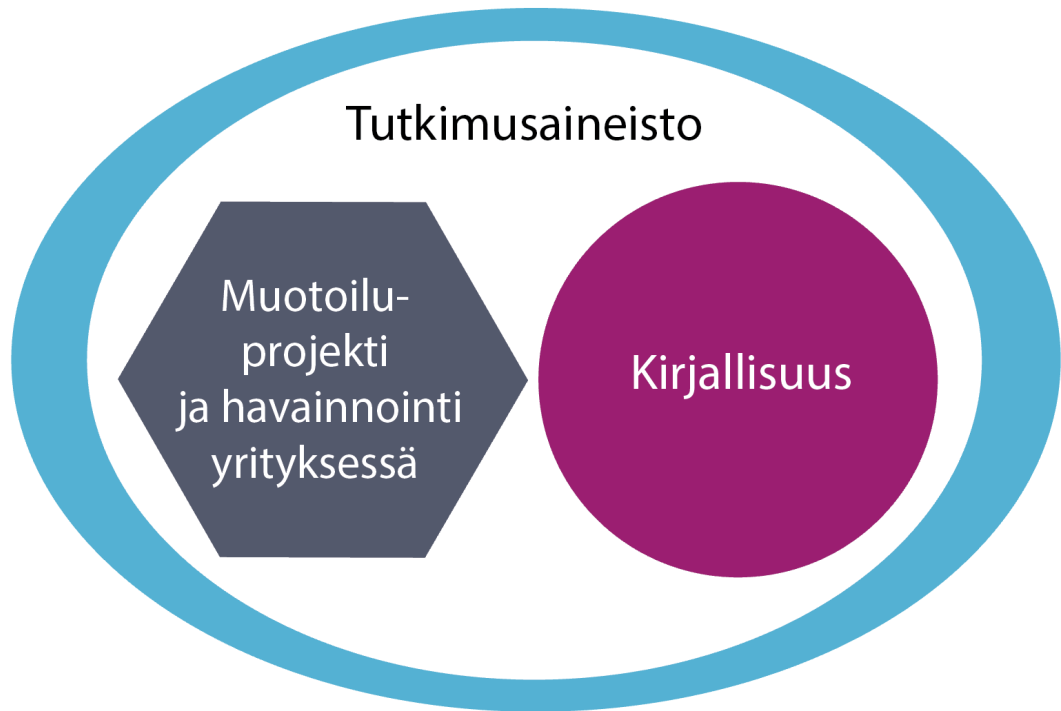 Tutkimusaineisto
Muotoilu-
projekti
ja havainnointi
yrityksessä
Kirjallisuus